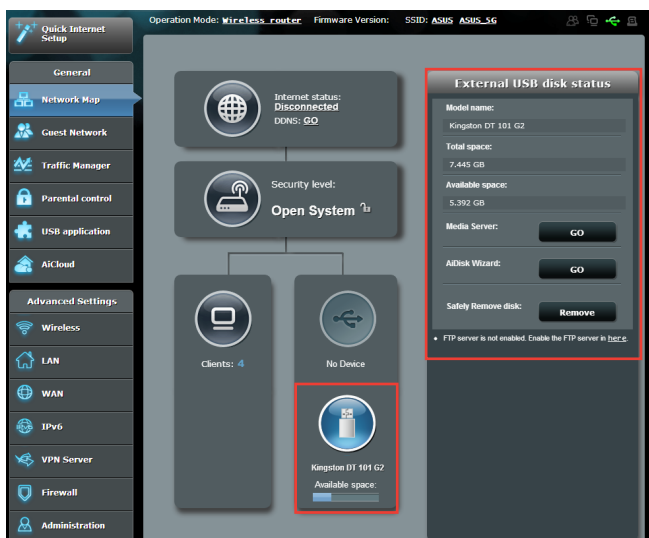 Quick Internet
Setup
Operation Mode: Wireless router Firmware Version: SSID: ASUS ASUS_5G
General
Network Map
Guest Network
Traffic Manager
Parental control
USB application
AiCloud
Advanced Settings
Wireless
LAN
WAN
IPv6
VPN Server
Firewall
Administration
Internet status:
Disconnected
DDNS: GO
Security level:
Open System
Clients: 4
No Device
Kingston DT 101 G2
Available space:
External USB disk status
Model name:
Kingston DT 101 G2
Total space:
7.445 GB
Available space:
5.392 GB
Media Server: GO
AiDisk Wizard: GO
Safely Remove disk: Remove
• FTP server is not enabled. Enable the FTP server in here.